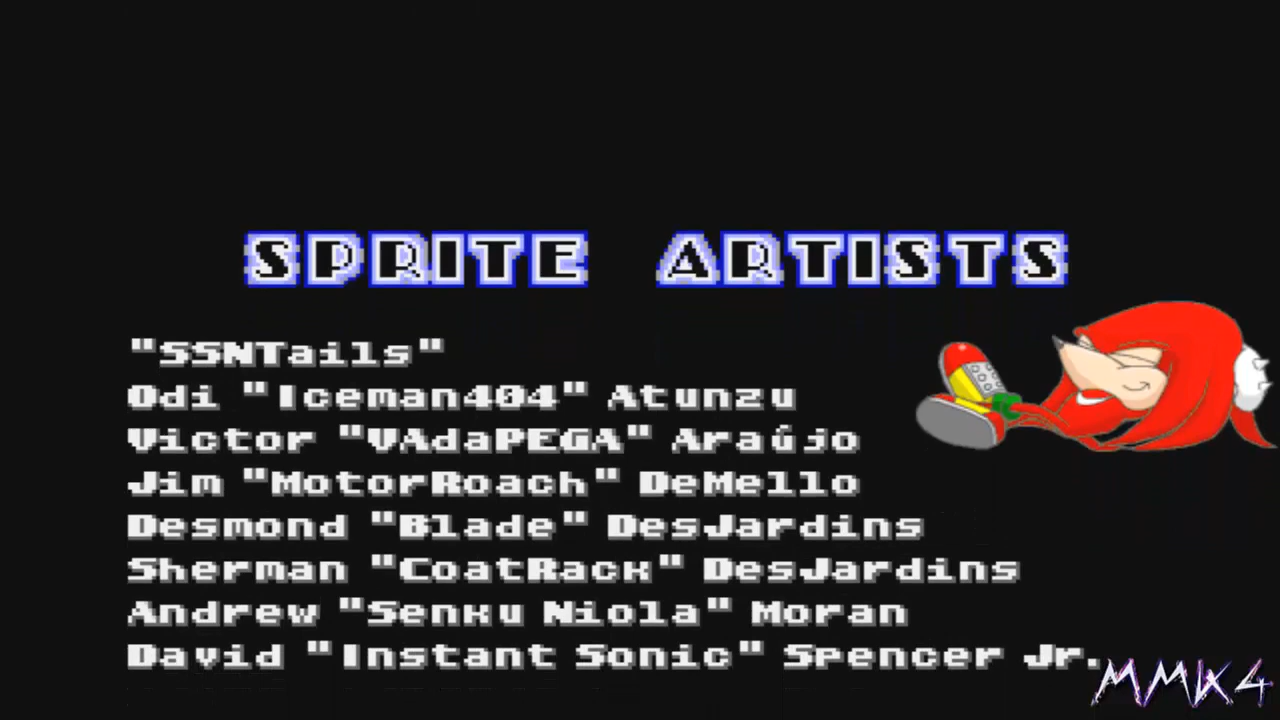 SPRITE ARTISTS
"SSNTails"
Odi "Iceman404" Atunzu
Victor "VAdaPEGA" Araújo
Jim "MotorRoach" DeMello
Desmond "Blade" DesJardins
Sherman "CoatRack" DesJardins
Andrew "Senku Niola" Moran
David "Instant Sonic" Spencer Jr.
MMX4